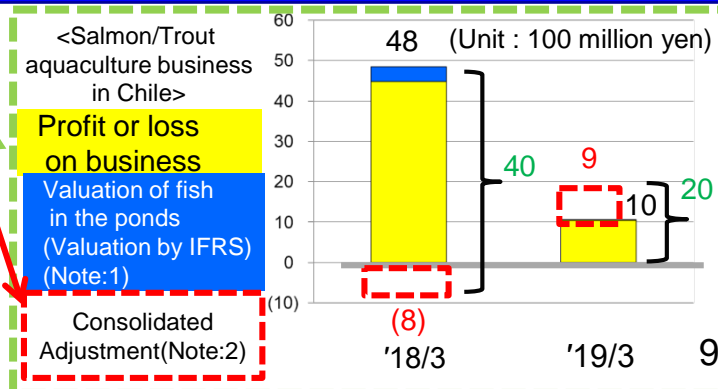 <Salmon/Trout
aquaculture business
in Chile>
Profit or loss
on business
Valuation of fish
in the ponds
(Valuation by IFRS)
(Note:1)
Consolidated
Adjustment(Note:2)
(Unit : 100 million yen)
60
50
40
30
20
10
0
(10)
48
40
(8)
9
10
20
′18/3
′19/3
9